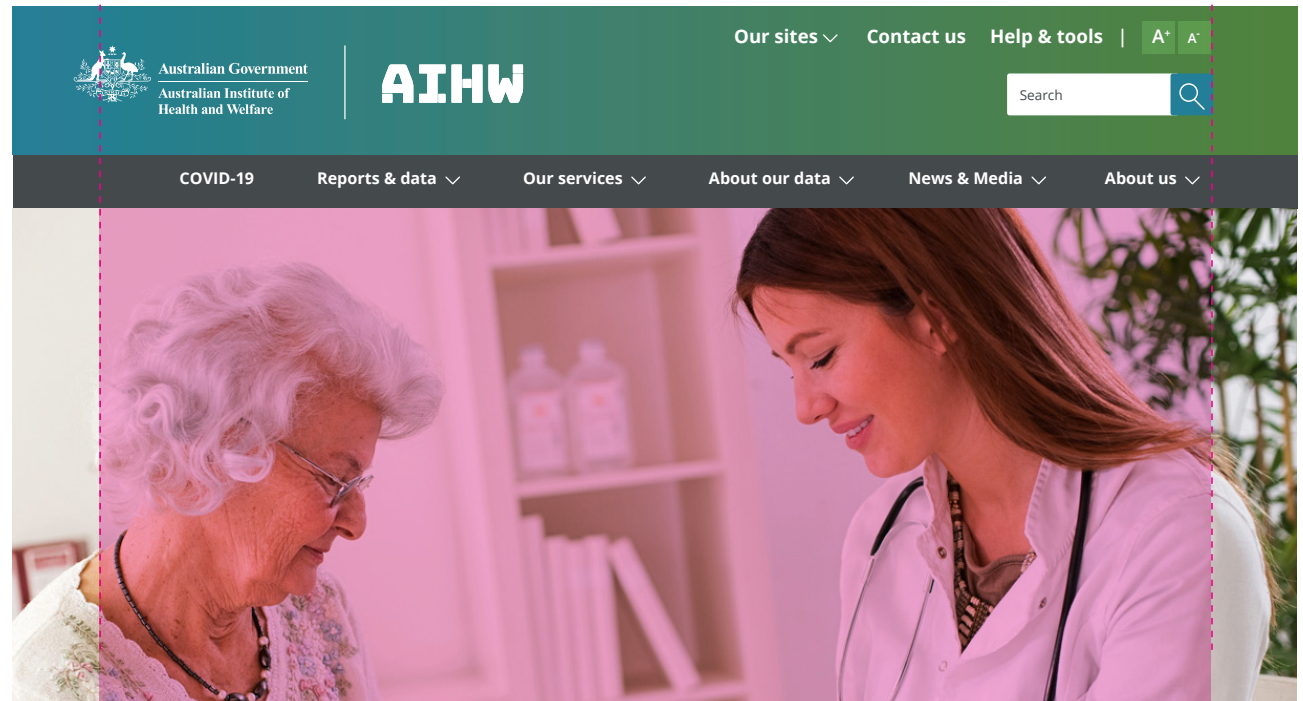 Our sites Contact us Help & tools | A+ A-
Australian Government
Australian Institute of
Health and Welfare
AIHW
Search
COVID-19 Reports & data Our services About our data News & Media About us